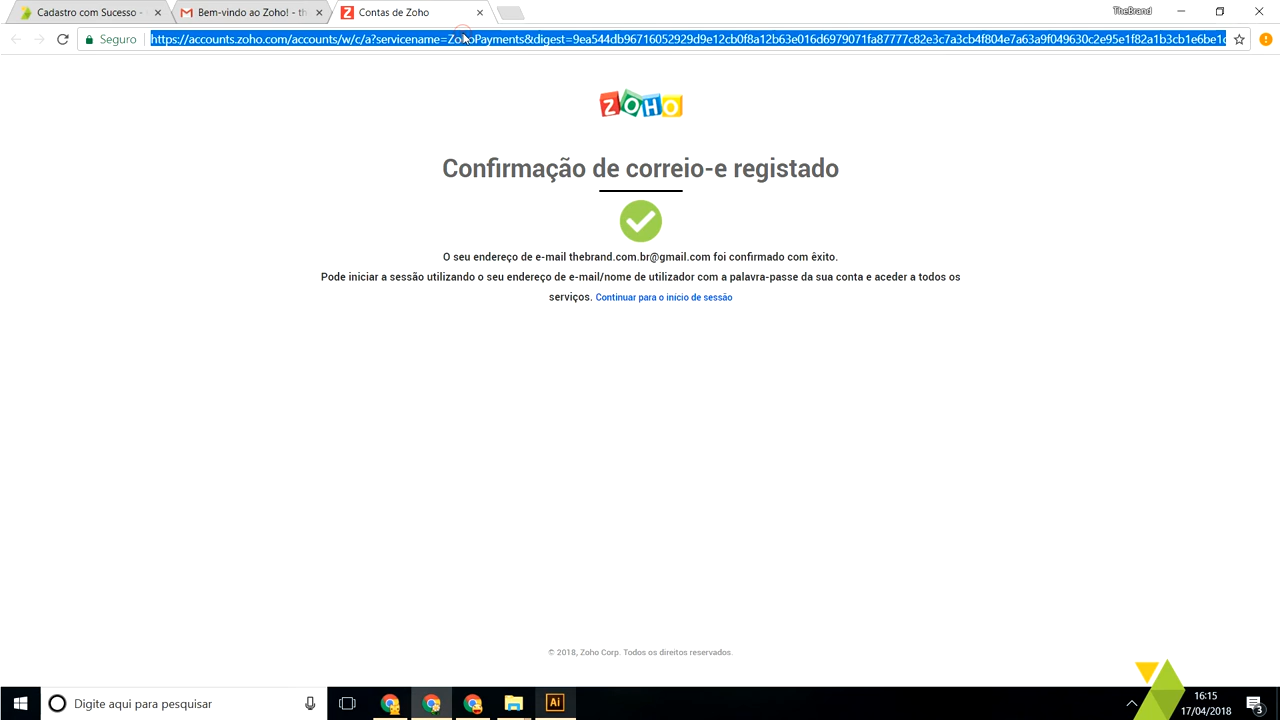 Cadastro com Sucesso -
Bem-vindo ao Zoho! - th
Contas de Zoho
TheBrand
Seguro
https://accounts.zoho.com/accounts/w/c/a?servicename=ZohoPayments&digest=9ea544db96716052929d9e12cb0f8a12b63e016d6979071fa87777c82e3c7a3cb4f804e7a63a9f049630c2e95e1f82a1b3cb1e6be1c
ZOHO
Confirmação de correio-e registado
O seu endereço de e-mail thebrand.com.br@gmail.com foi confirmado com êxito.
Pode iniciar a sessão utilizando o seu endereço de e-mail/nome de utilizador com a palavra-passe da sua conta e aceder a todos os
serviços. Continuar para o início de sessão
© 2018, Zoho Corp. Todos os direitos reservados.
Digite aqui para pesquisar
Ai
16:15
17/04/2018
3